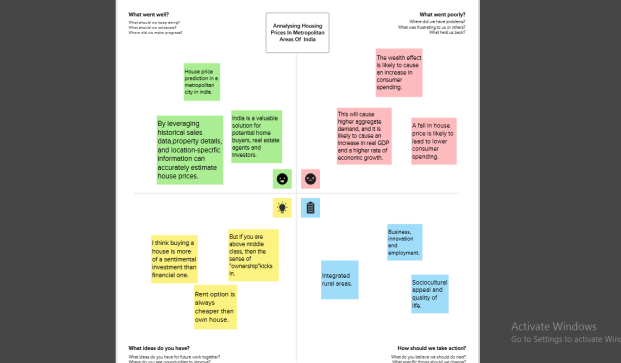 What went well?
What should we keep doing?
What should we celebrate?
Where did we make progress?
Annalysing Housing
Prices In Metropolitan
Areas Of India
What went poorly?
Where did we have problems?
What was frustrating to us or others?
What held us back?
House price
prediction in a
metropolitan
city in india.
By leveraging
historical sales
data,property details,
and location-specific
information can
accurately estimate
house prices.
India is a valuable
solution for
potential home
buyers, real estate
agents and
investors.
The wealth effect
is likely to cause
an increase in
consumer
spending.
This will cause
higher aggregate
demand, and it is
likely to cause an
increase in real GDP
and a higher rate of
economic growth.
A fall in house
price is likely to
lead to lower
consumer
spending.
I think buying a
house is more
of a sentimental
investment than
financial one.
But if you are
above middle
class, then the
sense of
"ownership"kicks
in.
Rent option is
always
cheaper than
own house.
Business,
innovation
and
employment.
Integrated
rural areas.
Sociocultural
appeal and
quality of
life.
What ideas do you have?
What ideas do you have for future work together?
Where do you see opportunities to improve?
How should we take action?
What do you believe we should do next?
What specific things should we change?
Activate Windows
Go to Settings to activate Win